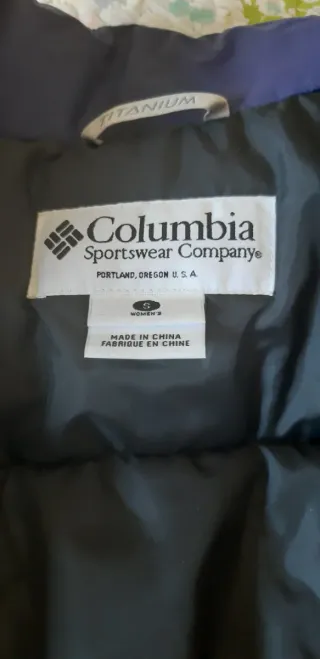 TITANIUM
Columbia
Sportswear Company®
PORTLAND, OREGON U.S.A.
S
WOMEN'S
MADE IN CHINA
FABRIQUE EN CHINE